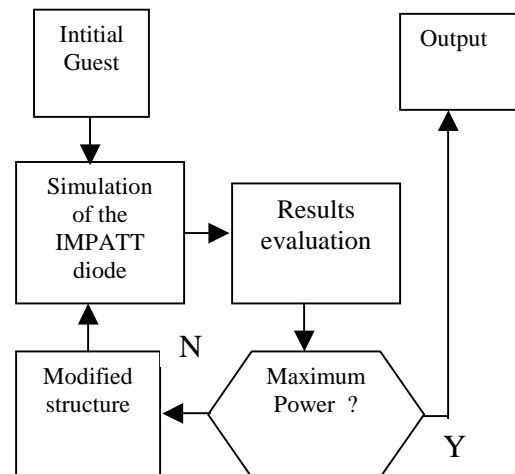 Intitial
Guest
Output
Simulation
of the
IMPATT
diode
Results
evaluation
N
Modified
structure
Maximum
Power ?
Y